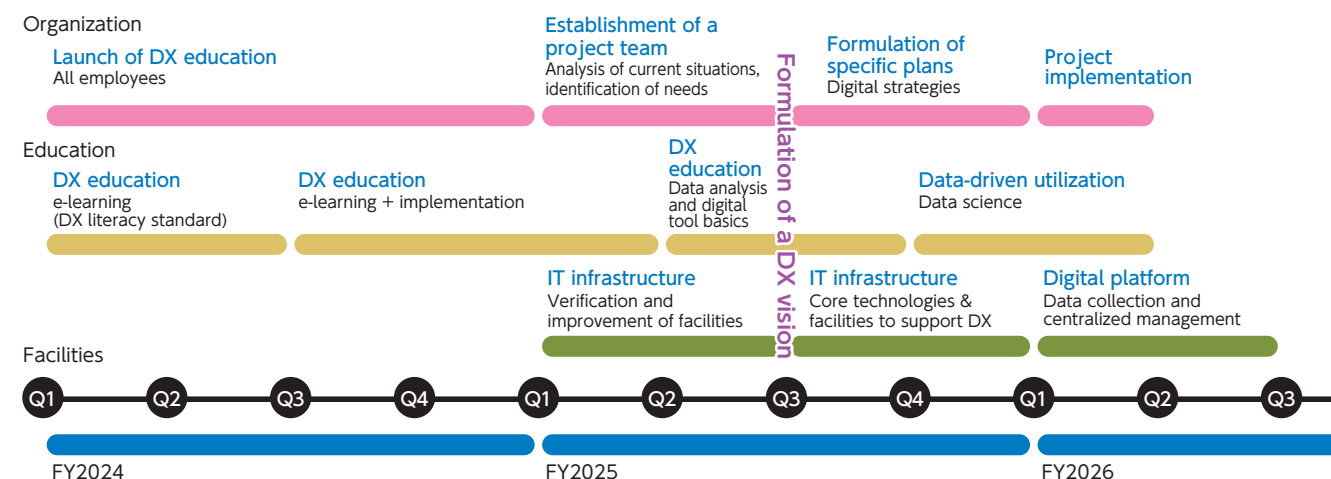 Organization
Launch of DX education
All employees
Establishment of a
project team
Analysis of current situations,
identification of needs
Formulation of
specific plans
Digital strategies
Project
implementation
Formulation of a DX vision
Education
DX education
e-learning
(DX literacy standard)
DX education
e-learning + implementation
DX
education
Data analysis
and digital
tool basics
Data-driven utilization
Data science
IT infrastructure
Verification and
improvement of facilities
IT infrastructure
Core technologies &
facilities to support DX
Digital platform
Data collection and
centralized management
Facilities
Q1 Q2 Q3 Q4 Q1 Q2 Q3 Q4 Q1 Q2 Q3
FY2024 FY2025 FY2026